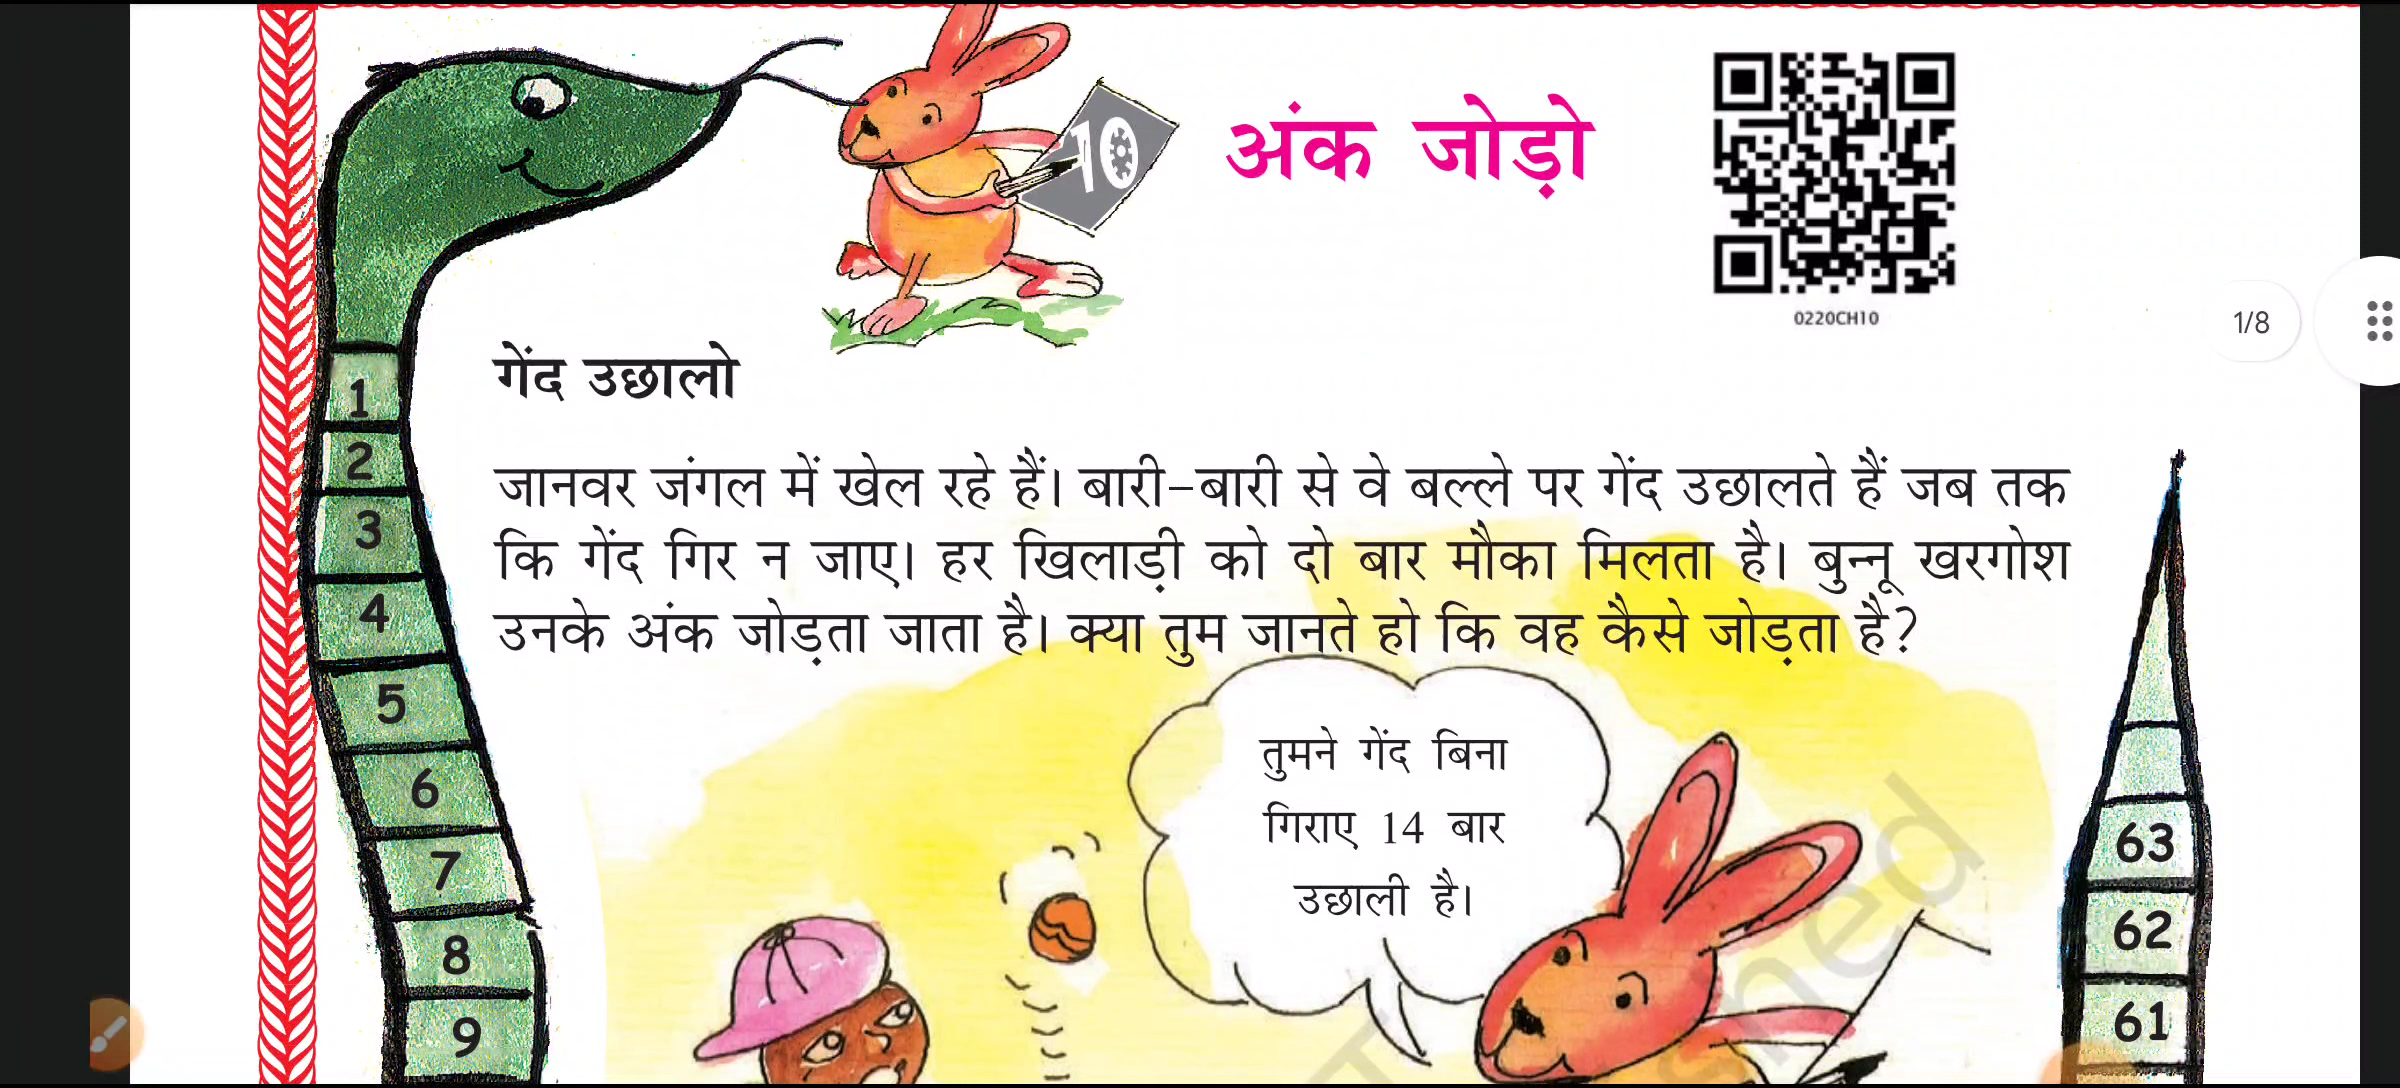 10
अंक जोड़ो
0220CH10
1/8
गेंद उछालो
जानवर जंगल में खेल रहे हैं। बारी-बारी से वे बल्ले पर गेंद उछालते हैं जब तक
कि गेंद गिर न जाए। हर खिलाड़ी को दो बार मौका मिलता है। बुन्नू खरगोश
उनके अंक जोड़ता जाता है। क्या तुम जानते हो कि वह कैसे जोड़ता है?
तुमने गेंद बिना
गिराए 14 बार
उछाली है।
1
2
3
4
5
6
7
8
9
63
62
61